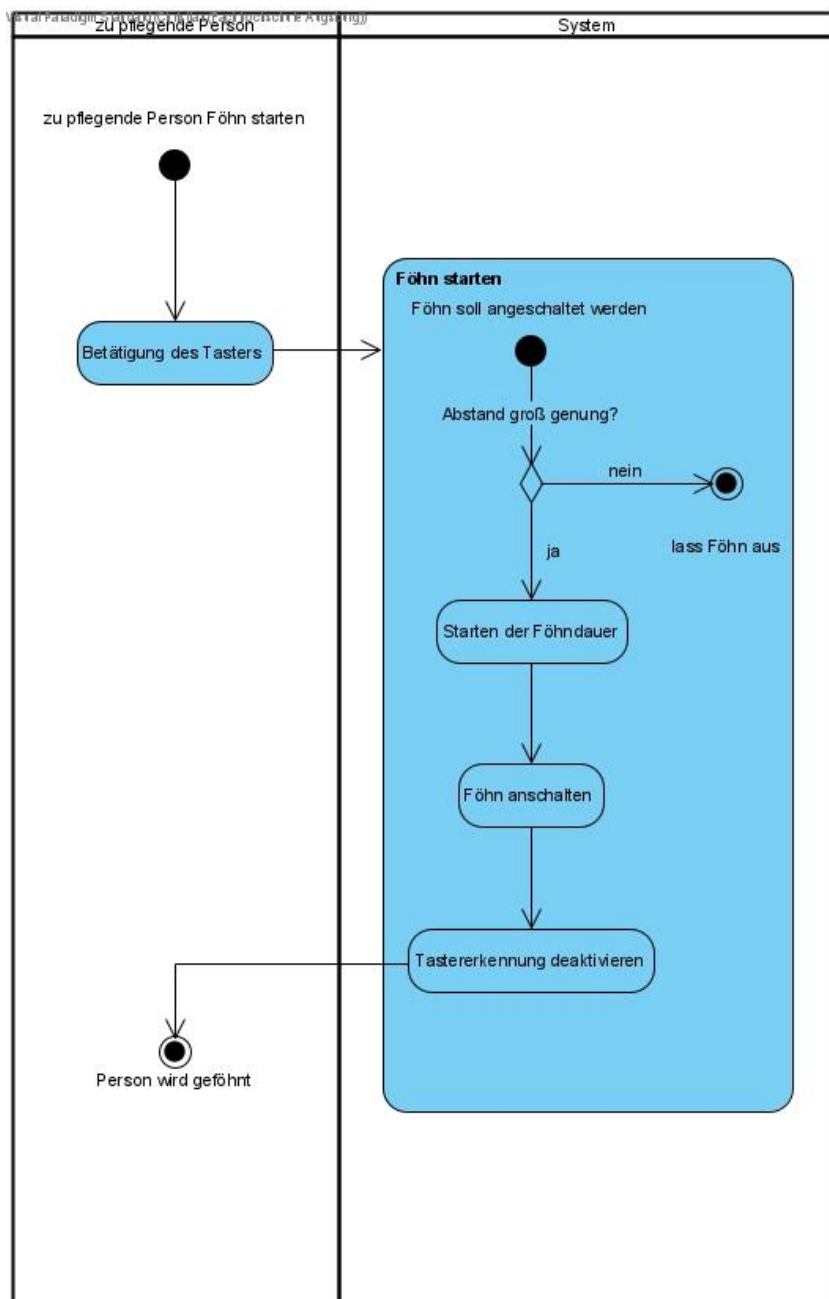 zu pflegende Person
System
zu pflegende Person Föhn starten
Föhn starten
Föhn soll angeschaltet werden
Betätigung des Tasters
Abstand groß genung?
nein
lass Föhn aus
ja
Starten der Föhndauer
Föhn anschalten
Tastererkennung deaktivieren
Person wird geföhnt